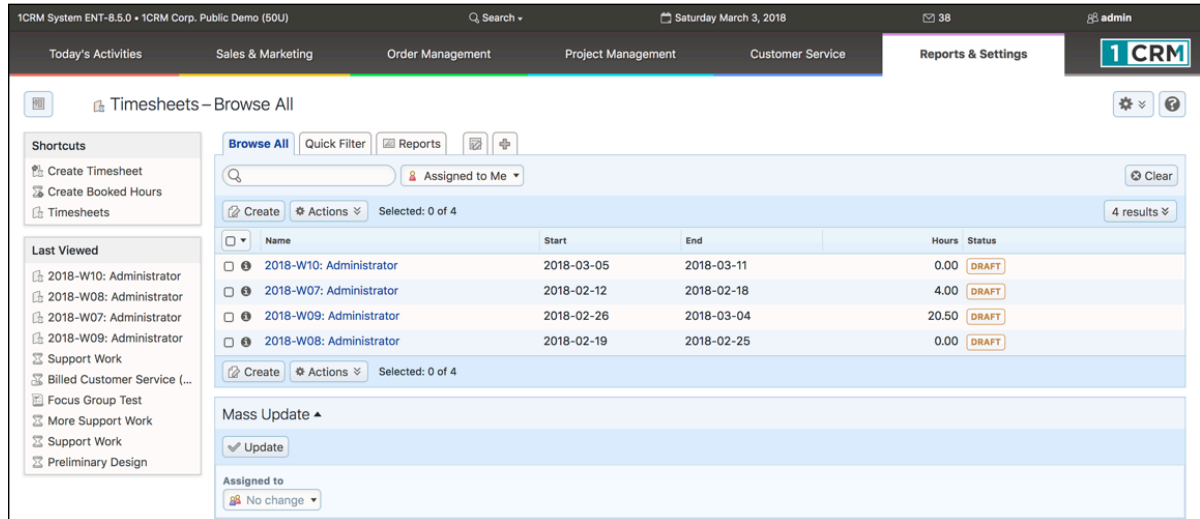 1CRM System ENT-8.5.0 • 1CRM Corp. Public Demo (50U) Search Saturday March 3, 2018 38 admin
Today's Activities Sales & Marketing Order Management Project Management Customer Service Reports & Settings 1 CRM
Timesheets – Browse All
Shortcuts
Create Timesheet
Create Booked Hours
Timesheets
Last Viewed
2018-W10: Administrator
2018-W08: Administrator
2018-W07: Administrator
2018-W09: Administrator
Support Work
Billed Customer Service (...
Focus Group Test
More Support Work
Support Work
Preliminary Design
Browse All Quick Filter Reports
Assigned to Me Clear
Create Actions Selected: 0 of 4 4 results
Name Start End Hours Status
2018-W10: Administrator 2018-03-05 2018-03-11 0.00 DRAFT
2018-W07: Administrator 2018-02-12 2018-02-18 4.00 DRAFT
2018-W09: Administrator 2018-02-26 2018-03-04 20.50 DRAFT
2018-W08: Administrator 2018-02-19 2018-02-25 0.00 DRAFT
Create Actions Selected: 0 of 4
Mass Update
Update
Assigned to
No change